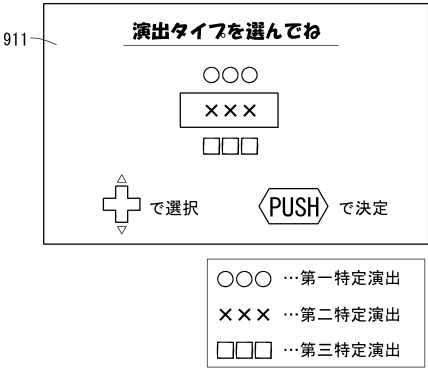 911
演出タイプを選んでね
○○○
×××
□□□
で選択
PUSH で決定
○○○ …第一特定演出
××× …第二特定演出
□□□ …第三特定演出